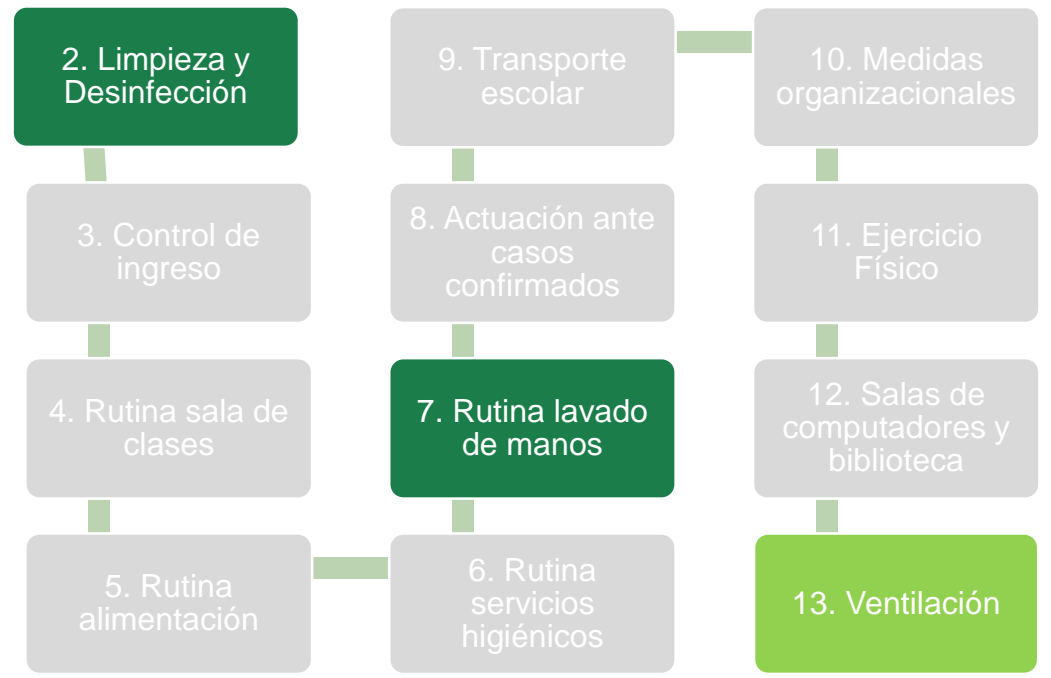 2. Limpieza y
Desinfección
3. Control de
ingreso
4. Rutina sala de
clases
5. Rutina
alimentación
6. Rutina
servicios
higiénicos
7. Rutina lavado
de manos
8. Actuación ante
casos
confirmados
9. Transporte
escolar
10. Medidas
organizacionales
11. Ejercicio
Físico
12. Salas de
computadores y
biblioteca
13. Ventilación